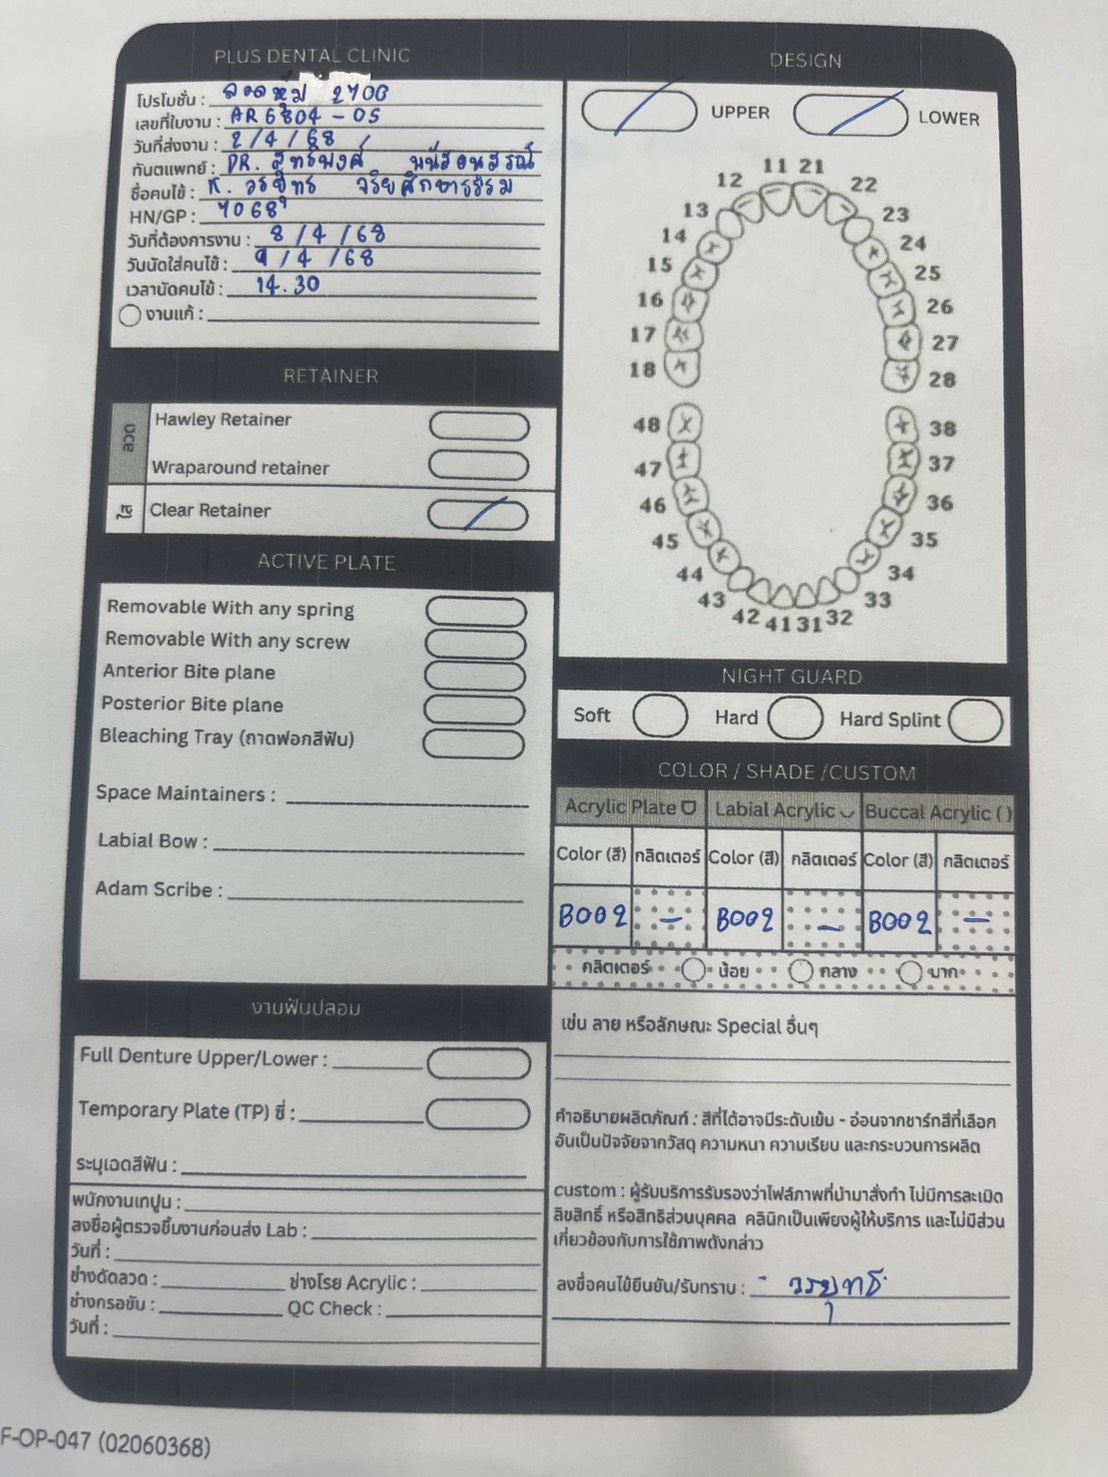 PLUS DENTAL CLINIC
โปรโมชั่น : 2700
เลขที่ใบงาน : AR6804-05
วันที่ส่งงาน : 2/4/68
ทันตแพทย์ : DR. สิทธิพงศ์
ชื่อคนไข้ : K. วรยุทธ จริยศึกษาธรรม
HN/GP :
วันที่ต้องการงาน : 8/4/68
วันนัดใส่คนไข้ : 9/4/68
เวลานัดคนไข้ : 14.30
งานแก้ :
DESIGN
UPPER LOWER
11 21
12 22
13 23
14 24
15 25
16 26
17 27
18 28
48 38
47 37
46 36
45 35
44 34
43 33
42 41 31 32
RETAINER
ลวด
Hawley Retainer
Wraparound retainer
ใส
Clear Retainer
ACTIVE PLATE
Removable With any spring
Removable With any screw
Anterior Bite plane
Posterior Bite plane
Bleaching Tray (ถาดฟอกสีฟัน)
Space Maintainers :
Labial Bow :
Adam Scribe :
NIGHT GUARD
Soft Hard Hard Splint
COLOR / SHADE /CUSTOM
Acrylic Plate Labial Acrylic Buccal Acrylic ()
Color (สี) กลิตเตอร์ Color (สี) กลิตเตอร์ Color (สี) กลิตเตอร์
B002 - B002 - B002 -
กลิตเตอร์ น้อย กลาง มาก
เช่น ลาย หรือลักษณะ Special อื่นๆ
คำอธิบายผลิตภัณฑ์ : สีที่ได้อาจมีระดับเข้ม - อ่อนจากชาร์ทสีที่เลือก
อันเป็นปัจจัยจากวัสดุ ความหนา ความเรียบ และกระบวนการผลิต
custom : ผู้รับบริการรับรองว่าไฟล์ภาพที่นำมาสั่งทำ ไม่มีการละเมิด
ลิขสิทธิ์ หรือสิทธิส่วนบุคคล คลินิกเป็นเพียงผู้ให้บริการ และไม่มีส่วน
เกี่ยวข้องกับการใช้ภาพดังกล่าว
ลงชื่อคนไข้ยืนยัน/รับทราบ : วรยุทธ
งานฟันปลอม
Full Denture Upper/Lower :
Temporary Plate (TP) ซี่ :
ระบุเฉดสีฟัน :
พนักงานเทปูน :
ลงชื่อผู้ตรวจชิ้นงานก่อนส่ง Lab :
วันที่ :
ช่างดัดลวด : ช่างโรย Acrylic :
ช่างกรอขัน : QC Check :
วันที่ :
F-OP-047 (02060368)